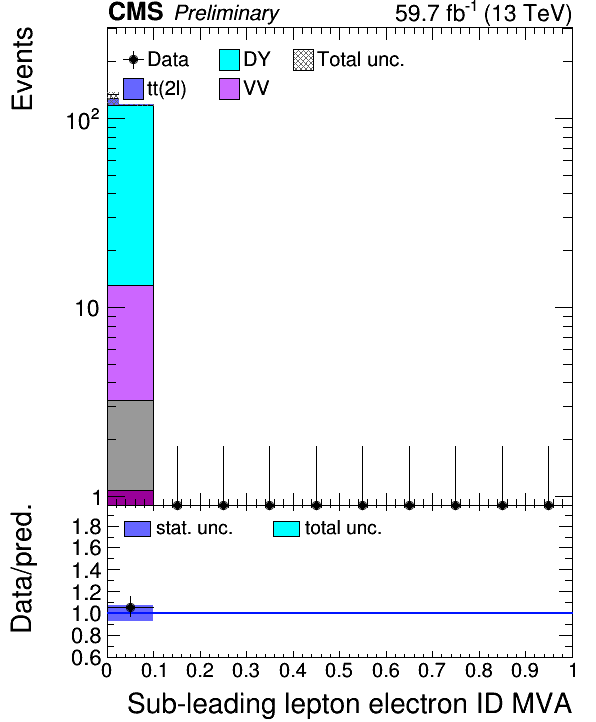 CMS Preliminary 59.7 fb⁻¹ (13 TeV)
Events
Data DY Total unc.
tt(2l) VV
10²
10
1
Data/pred.
stat. unc. total unc.
1.8
1.6
1.4
1.2
1.0
0.8
0.6
0 0.1 0.2 0.3 0.4 0.5 0.6 0.7 0.8 0.9 1
Sub-leading lepton electron ID MVA